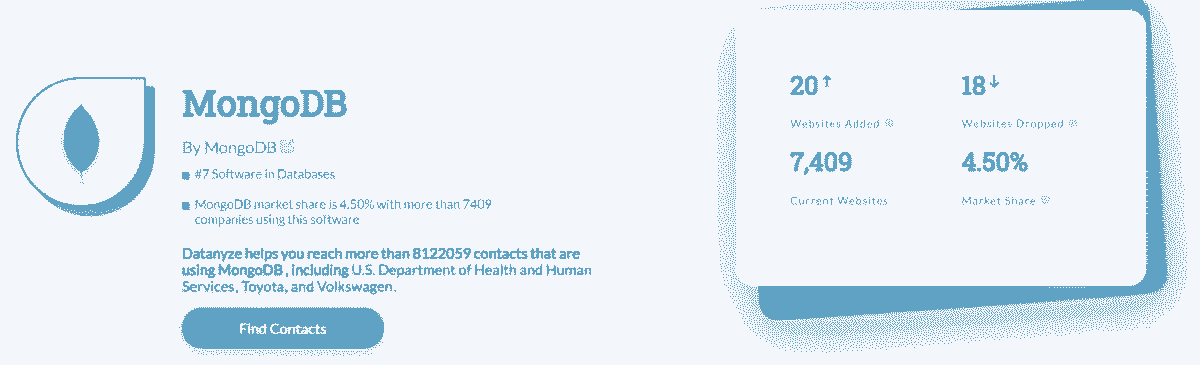 MongoDB
By MongoDB
#7 Software in Databases
MongoDB market share is 4.50% with more than 7409
companies using this software
Datanyze helps you reach more than 8122059 contacts that are
using MongoDB , including U.S. Department of Health and Human
Services, Toyota, and Volkswagen.
Find Contacts
20↑
18↓
Websites Added
Websites Dropped
7,409
4.50%
Current Websites
Market Share